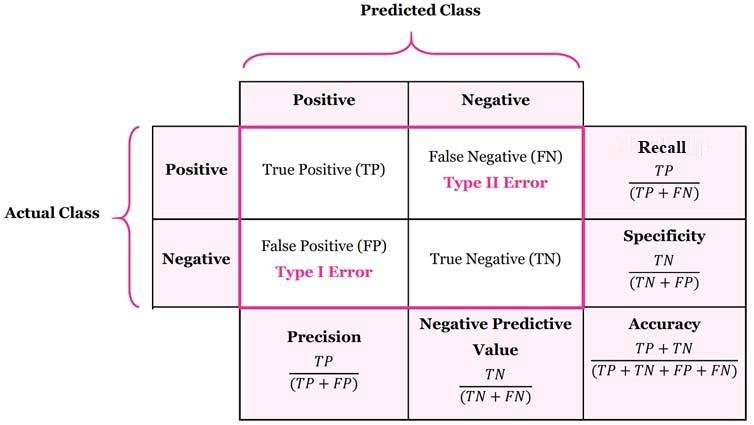 Predicted Class
Positive Negative
Actual Class
Positive
True Positive (TP)
False Negative (FN)
Type II Error
Recall
TP
(TP + FN)
Negative
False Positive (FP)
Type I Error
True Negative (TN)
Specificity
TN
(TN + FP)
Precision
TP
(TP + FP)
Negative Predictive
Value
TN
(TN + FN)
Accuracy
TP + TN
(TP + TN + FP + FN)